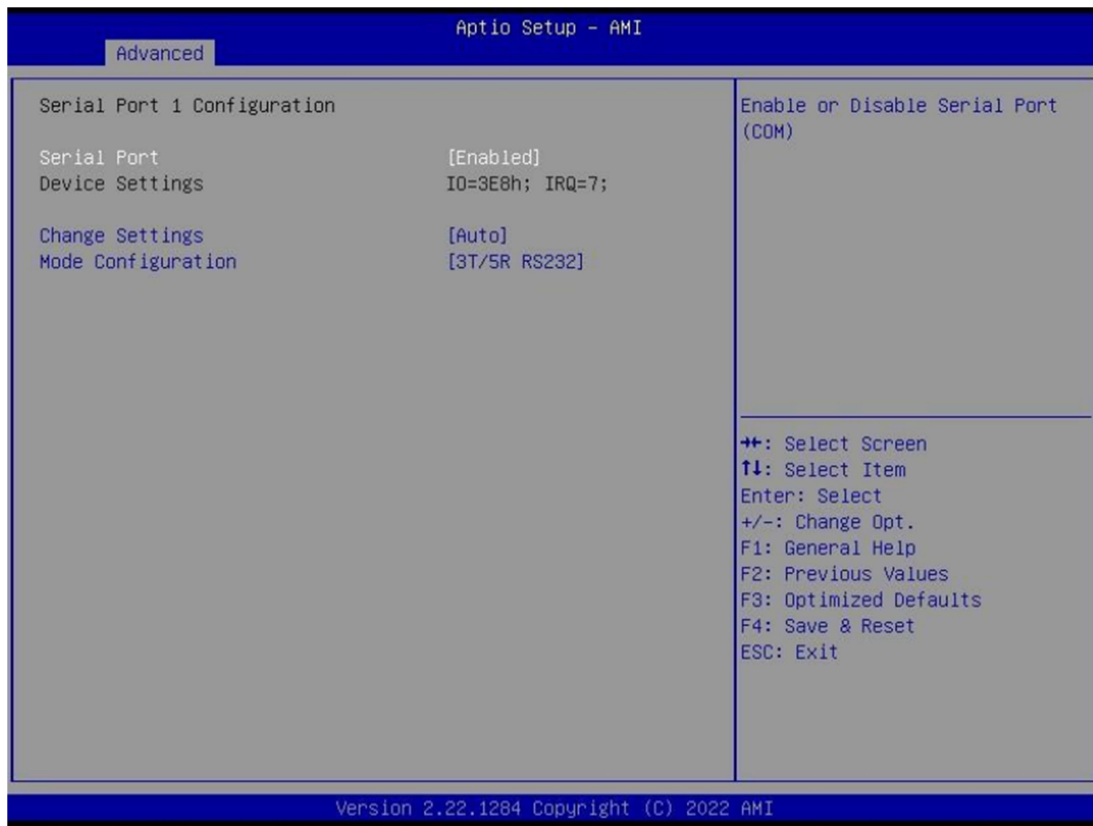 Aptio Setup – AMI
Advanced
Serial Port 1 Configuration
Serial Port [Enabled]
Device Settings IO=3E8h; IRQ=7;
Change Settings [Auto]
Mode Configuration [3T/5R RS232]
Enable or Disable Serial Port
(COM)
→←: Select Screen
↑↓: Select Item
Enter: Select
+/-: Change Opt.
F1: General Help
F2: Previous Values
F3: Optimized Defaults
F4: Save & Reset
ESC: Exit
Version 2.22.1284 Copyright (C) 2022 AMI